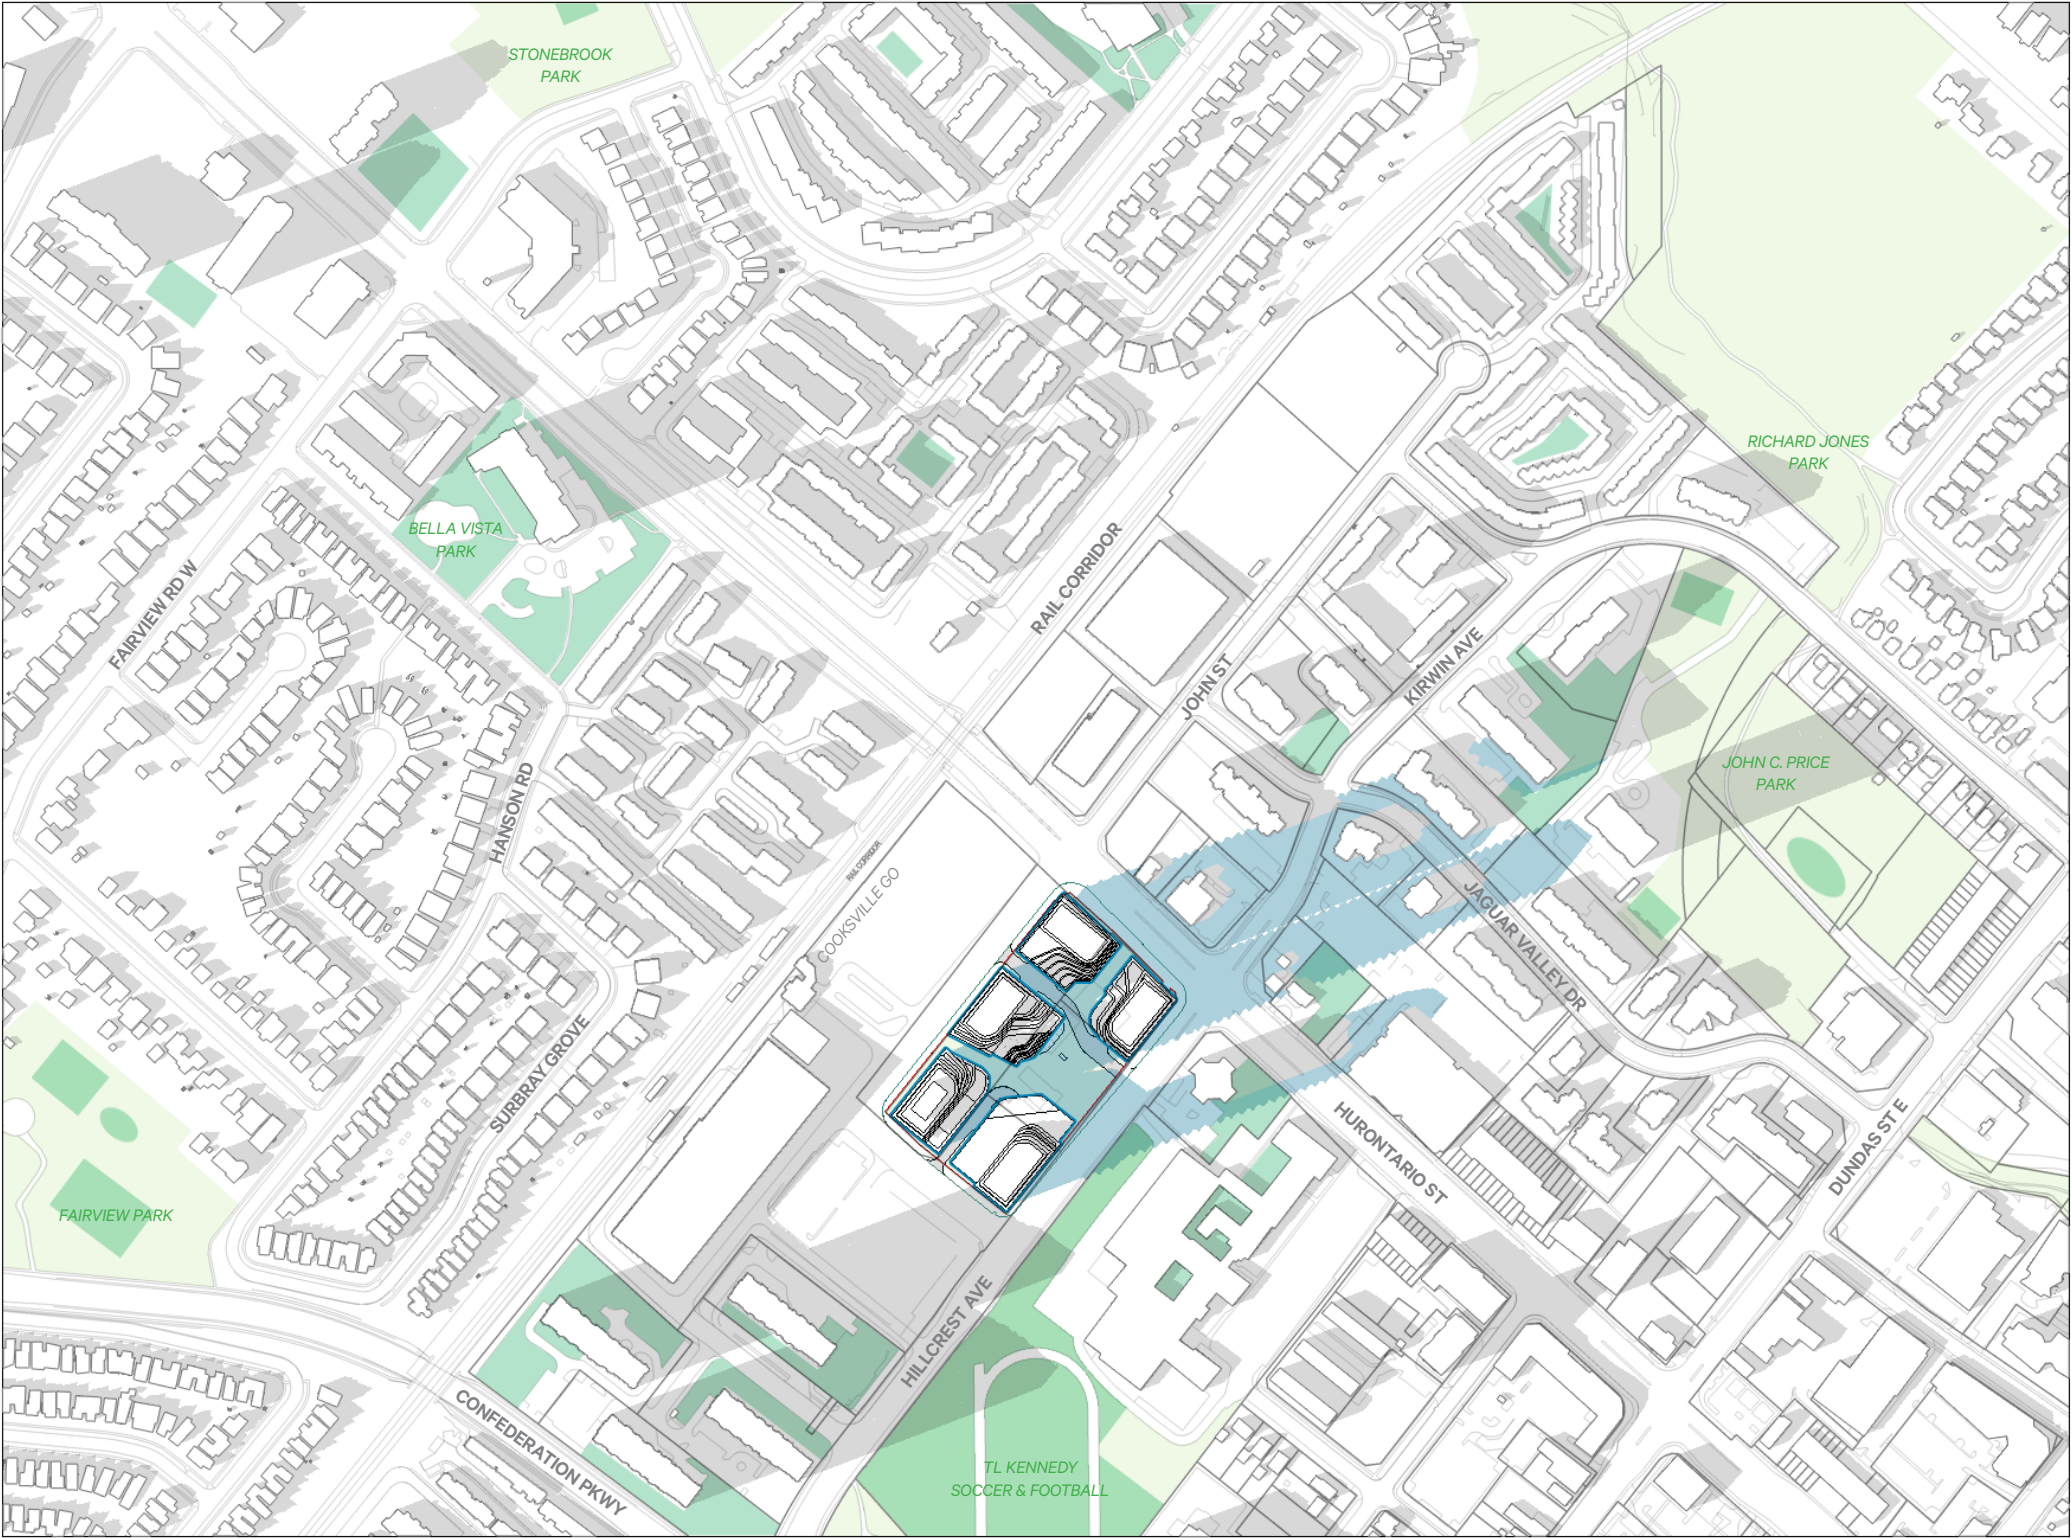 STONEBROOK
PARK
RICHARD JONES
PARK
BELLA VISTA
PARK
RAIL CORRIDOR
FAIRVIEW RD W
JOHN ST
KIRWIN AVE
JOHN C. PRICE
PARK
HANSON RD
RAIL CORRIDOR
COOKSVILLE GO
JAGUAR VALLEY DR
SURBRAY GROVE
HURONTARIO ST
DUNDAS ST E
FAIRVIEW PARK
HILLCREST AVE
CONFEDERATION PKWY
TL KENNEDY
SOCCER & FOOTBALL